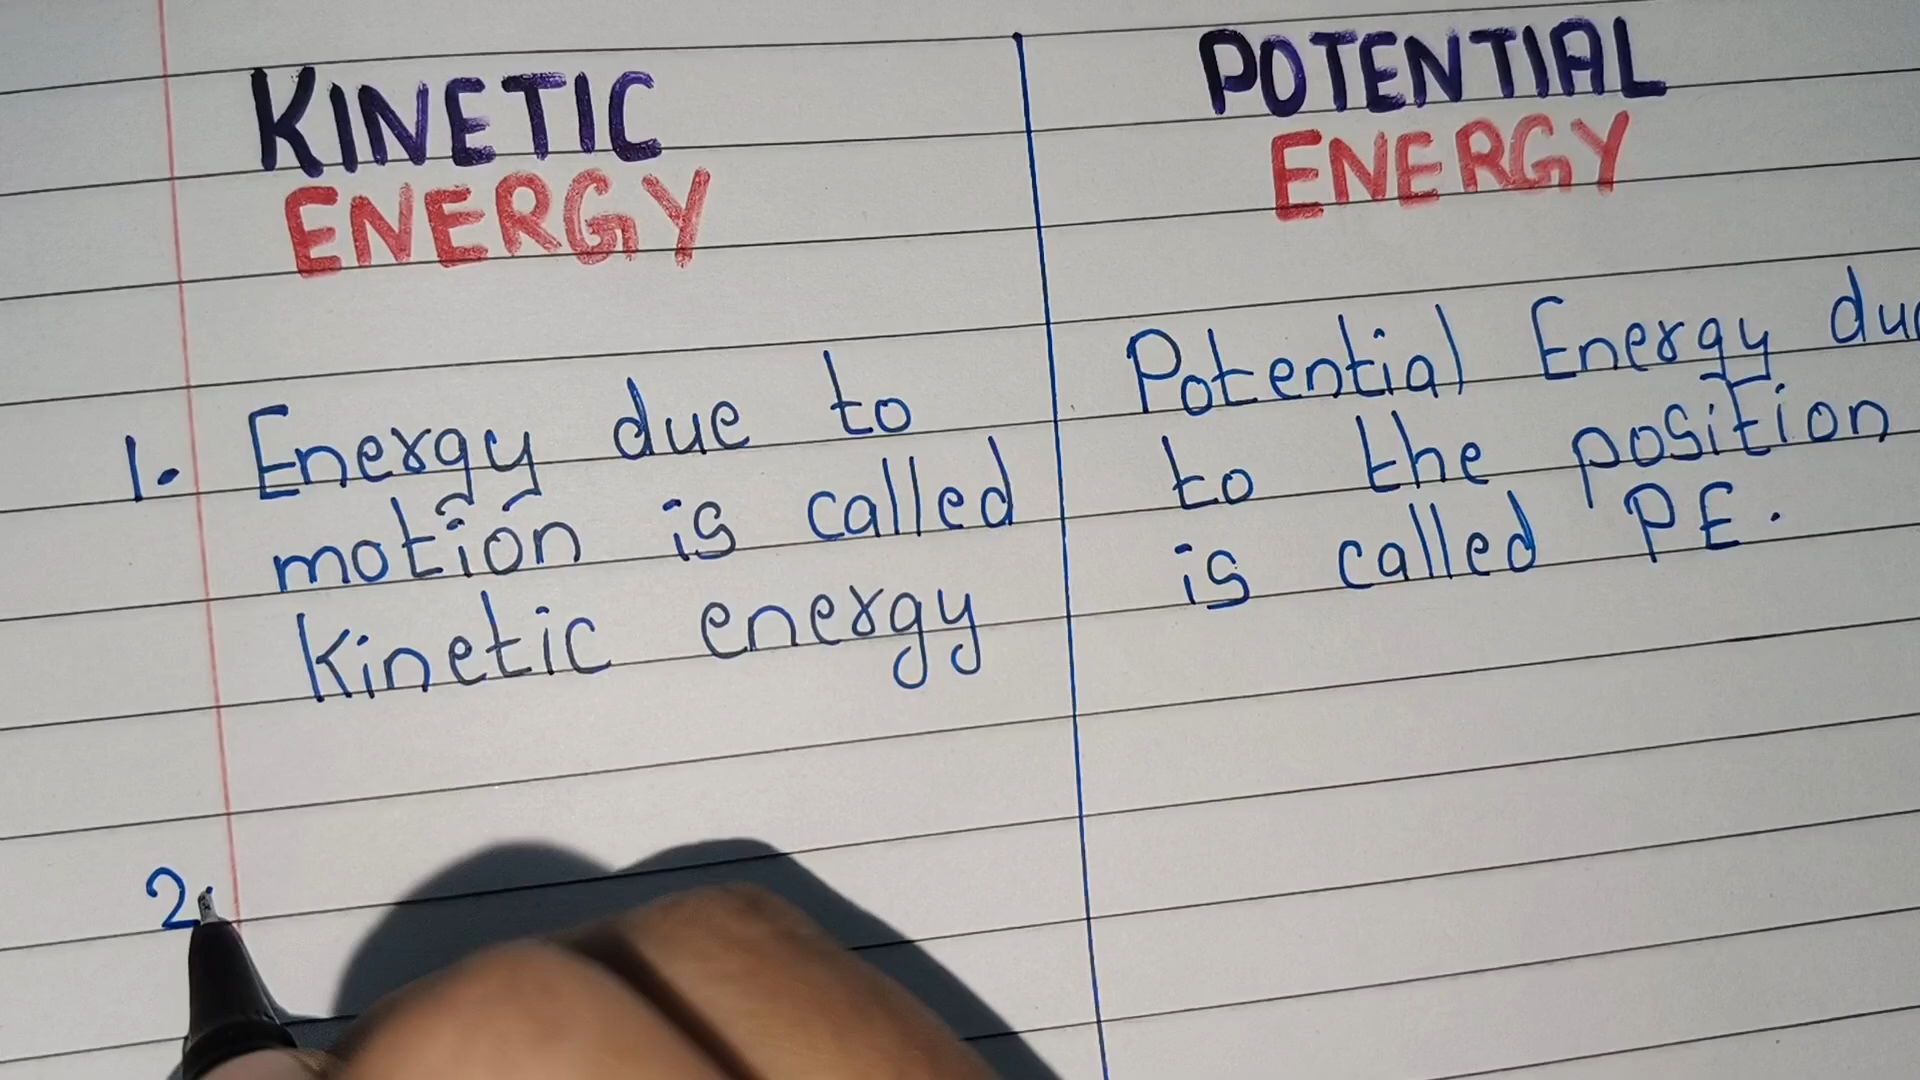 KINETIC
ENERGY
1. Energy due to
motion is called
Kinetic energy
2.
POTENTIAL
ENERGY
Potential Energy
to the position
is called PE.